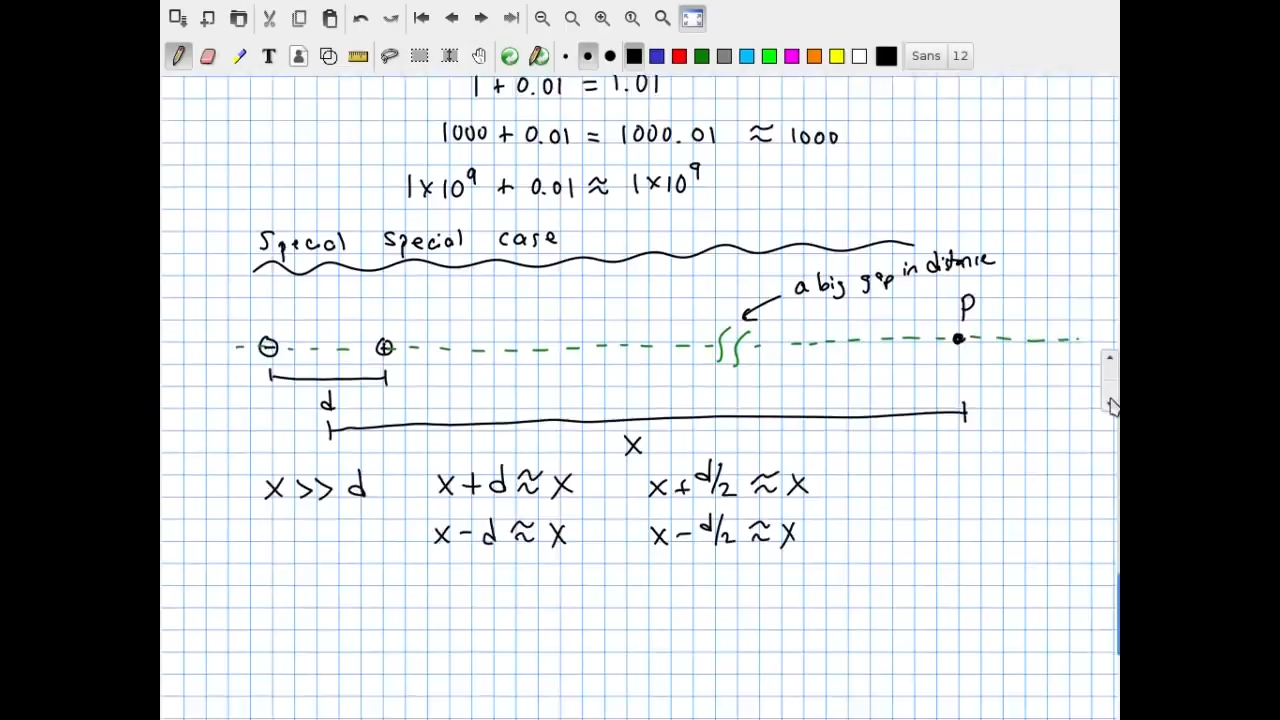 Sans 12
1 + 0.01 = 1.01
1000 + 0.01 = 1000.01 ≈ 1000
1×10⁹ + 0.01 ≈ 1×10⁹
Special special case
a big gap in distance
P
d
X
x >> d x + d ≈ x x + d/2 ≈ x
x - d ≈ x x - d/2 ≈ x